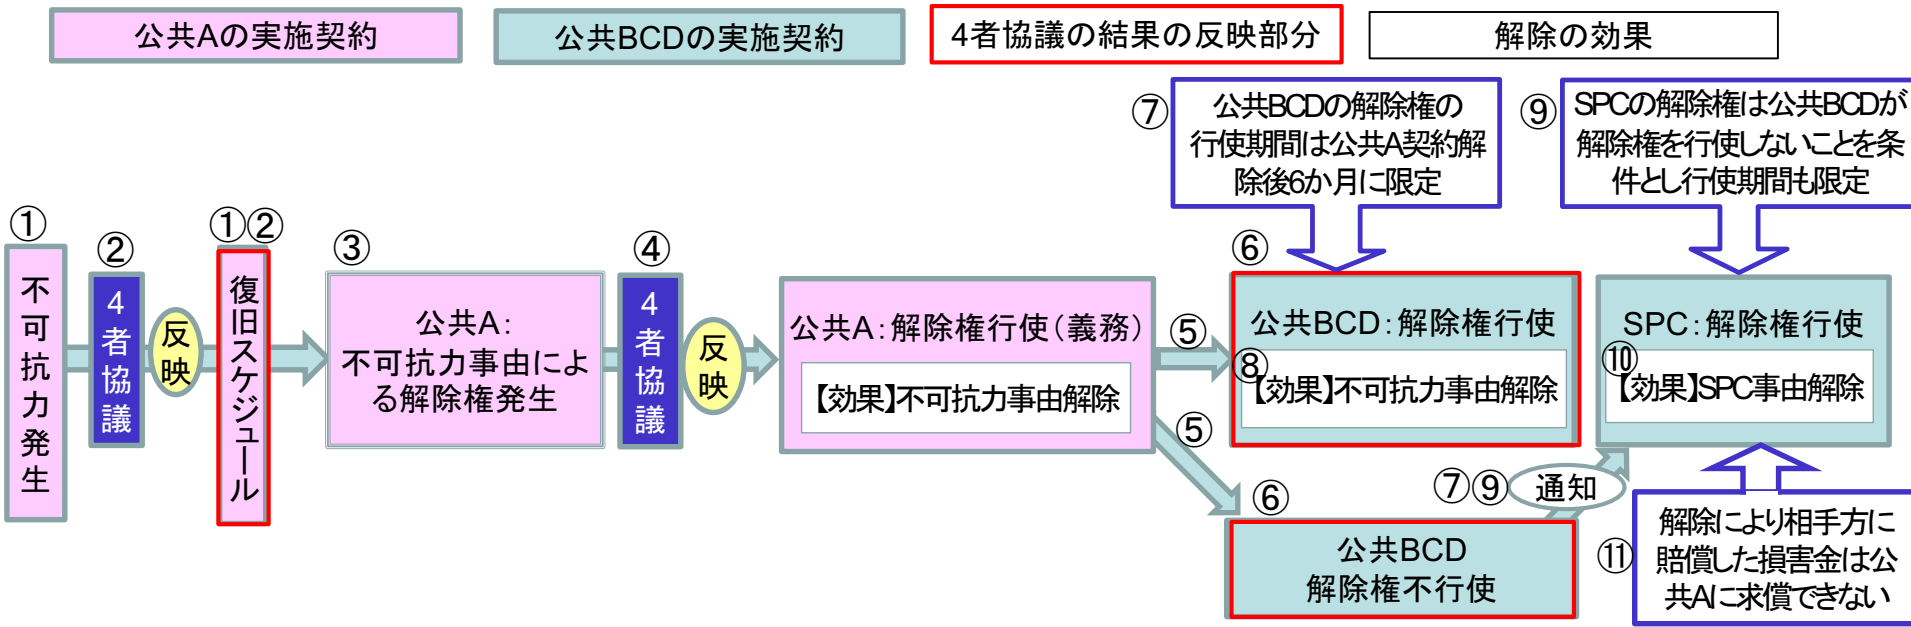 公共Aの実施契約
公共BCDの実施契約
4者協議の結果の反映部分
解除の効果
⑦
公共BCDの解除権の
行使期間は公共A契約解
除後6か月に限定
⑨
SPCの解除権は公共BCDが
解除権を行使しないことを条
件とし行使期間も限定
①
不可抗力発生
②
4者協議
反映
①②
復旧スケジュール
③
公共A：
不可抗力事由によ
る解除権発生
④
4者協議
反映
公共A：解除権行使（義務）
【効果】不可抗力事由解除
⑤
⑤
⑥
公共BCD：解除権行使
⑧
【効果】不可抗力事由解除
SPC：解除権行使
⑩
【効果】SPC事由解除
⑥
公共BCD
解除権不行使
⑦⑨
通知
⑪
解除により相手方に
賠償した損害金は公
共Aに求償できない